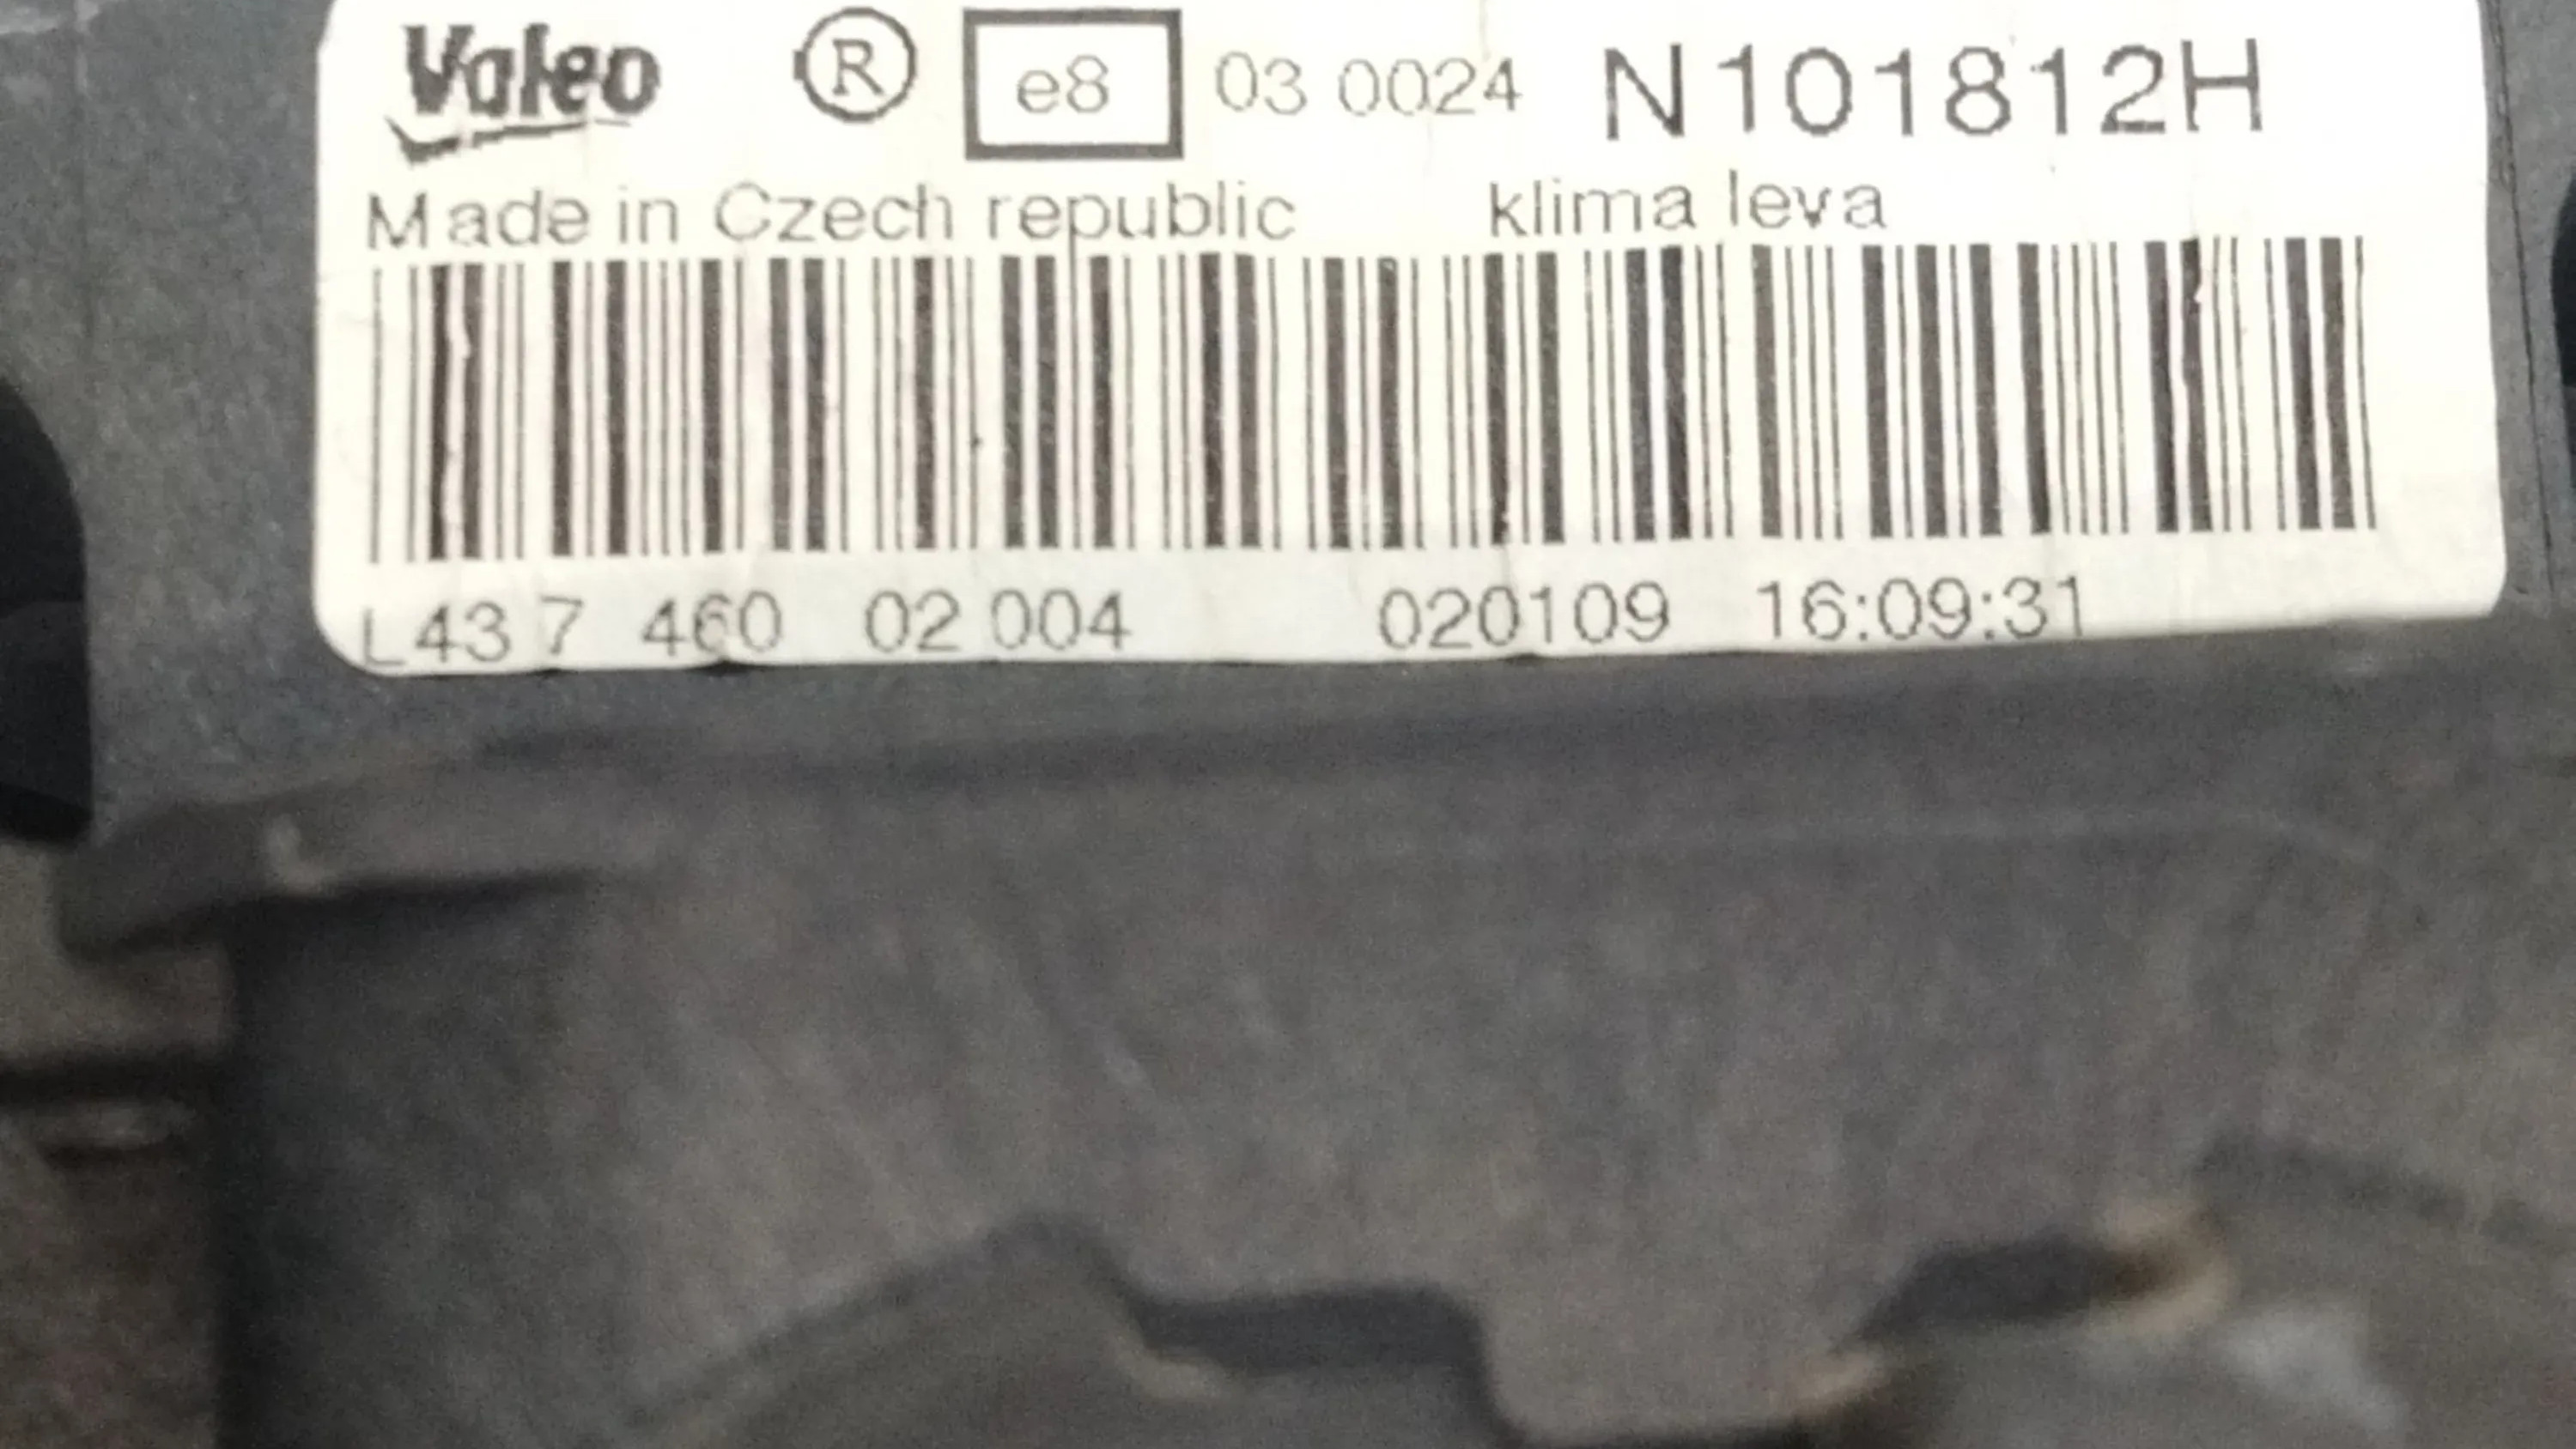 Valeo ® e8 03 0024 N101812H
Made in Czech republic klima leva
L43 7 460 02 004 020109 16:09:31